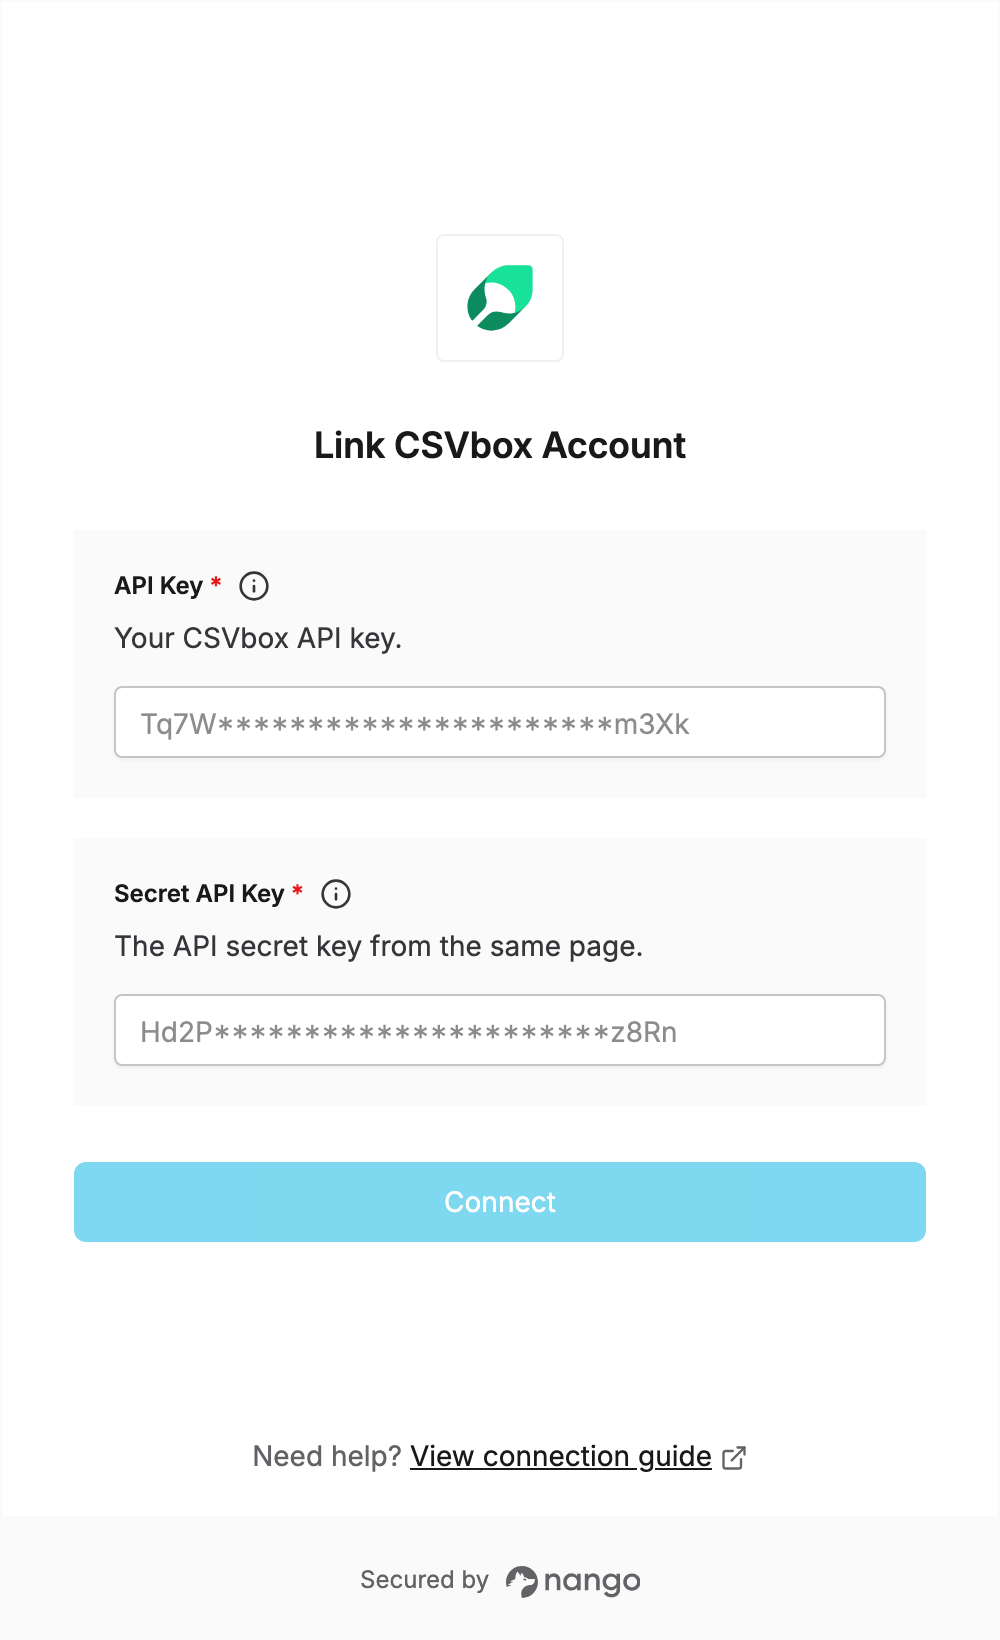 Link CSVbox Account
API Key *
Your CSVbox API key.
Tq7W**********************m3Xk
Secret API Key *
The API secret key from the same page.
Hd2P**********************z8Rn
Connect
Need help? View connection guide
Secured by nango